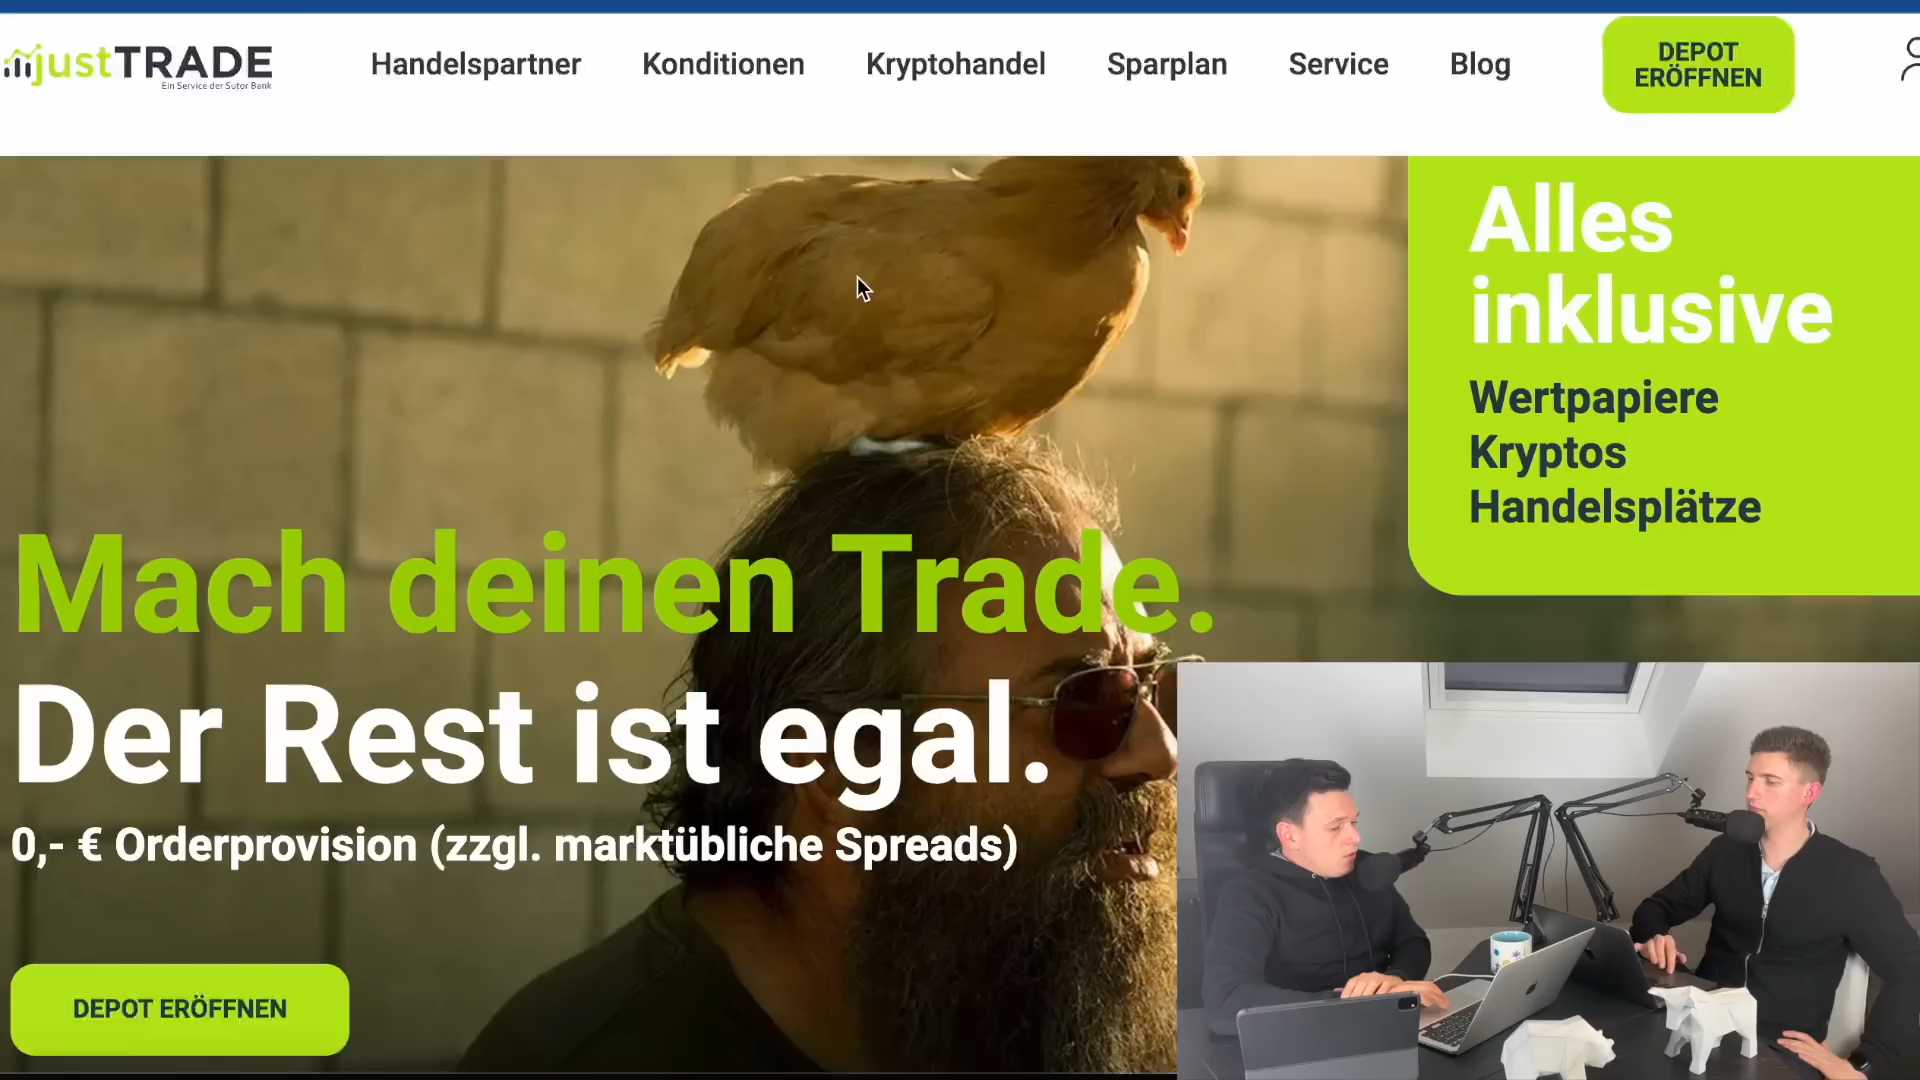 justTRADE
Ein Service der Sutor Bank
Handelspartner
Konditionen
Kryptohandel
Sparplan
Service
Blog
DEPOT
ERÖFFNEN
Alles
inklusive
Wertpapiere
Kryptos
Handelsplätze
Mach deinen Trade.
Der Rest ist egal.
0,- € Orderprovision (zzgl. marktübliche Spreads)
DEPOT ERÖFFNEN